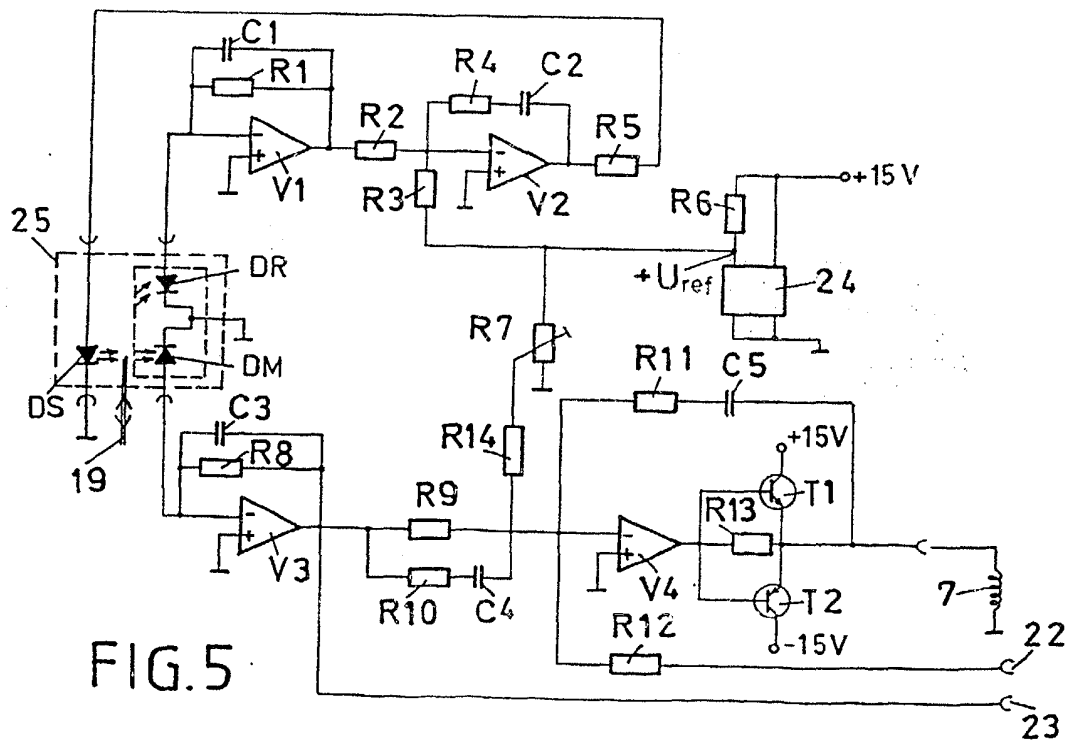 C1
R1
R4
C2
R2
R5
- +
V1
- +
V2
+15V
R3
R6
25
DR
+Uref
24
R7
DM
R11
C5
DS
C3
+15V
19
R8
R14
T1
R9
R13
- +
V3
- +
V4
R10
C4
T2
7
R12
-15V
22
FIG.5
23